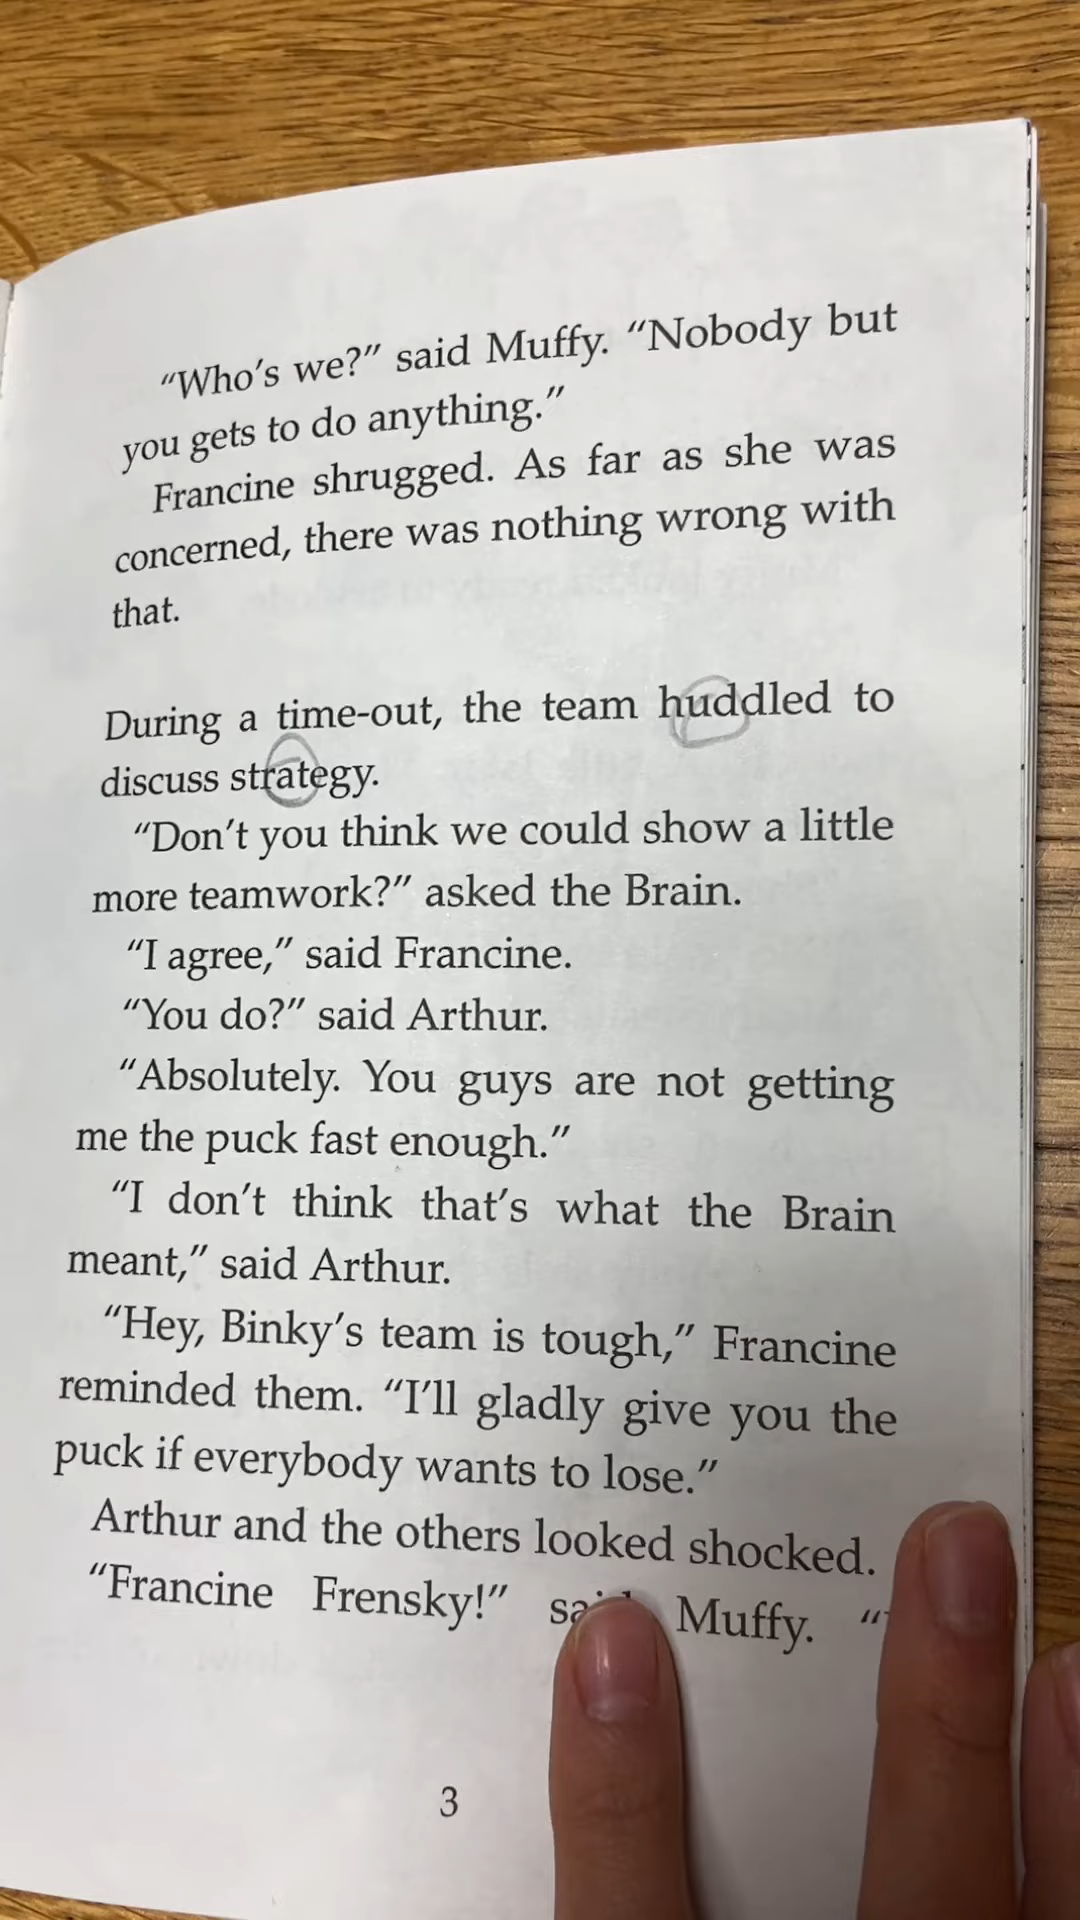 “Who’s we?” said Muffy. “Nobody but
you gets to do anything.”
Francine shrugged. As far as she was
concerned, there was nothing wrong with
that.
During a time-out, the team huddled to
discuss strategy.
“Don’t you think we could show a little
more teamwork?” asked the Brain.
“I agree,” said Francine.
“You do?” said Arthur.
“Absolutely. You guys are not getting
me the puck fast enough.”
“I don’t think that’s what the Brain
meant,” said Arthur.
“Hey, Binky’s team is tough,” Francine
reminded them. “I’ll gladly give you the
puck if everybody wants to lose.”
Arthur and the others looked shocked.
“Francine Frensky!” said Muffy. “
3